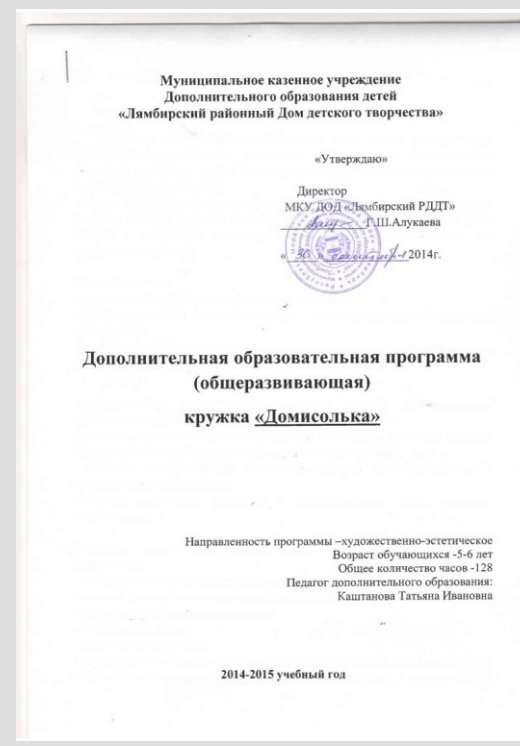 Муниципальное казенное учреждение
Дополнительного образования детей
«Лямбирский районный Дом детского творчества»
«Утверждаю»
Директор
МКУ ДОД «Лямбирский РДДТ»
Г.Ш.Алукаева
« 30 » 2014г.
Дополнительная образовательная программа
(общеразвивающая)
кружка «Домисолька»
Направленность программы –художественно-эстетическое
Возраст обучающихся -5-6 лет
Общее количество часов -128
Педагог дополнительного образования:
Каштанова Татьяна Ивановна
2014-2015 учебный год